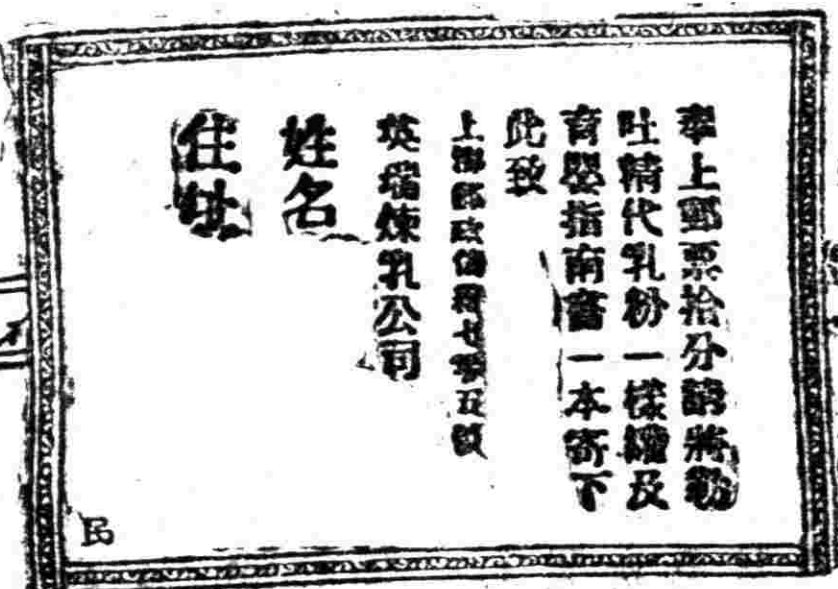 奉上郵票拾分請將勒
吐精代乳粉一樣罐及
育嬰指南書一本寄下
此致
上海郵政信箱七零五號
英瑞煉乳公司
姓名
住址
民